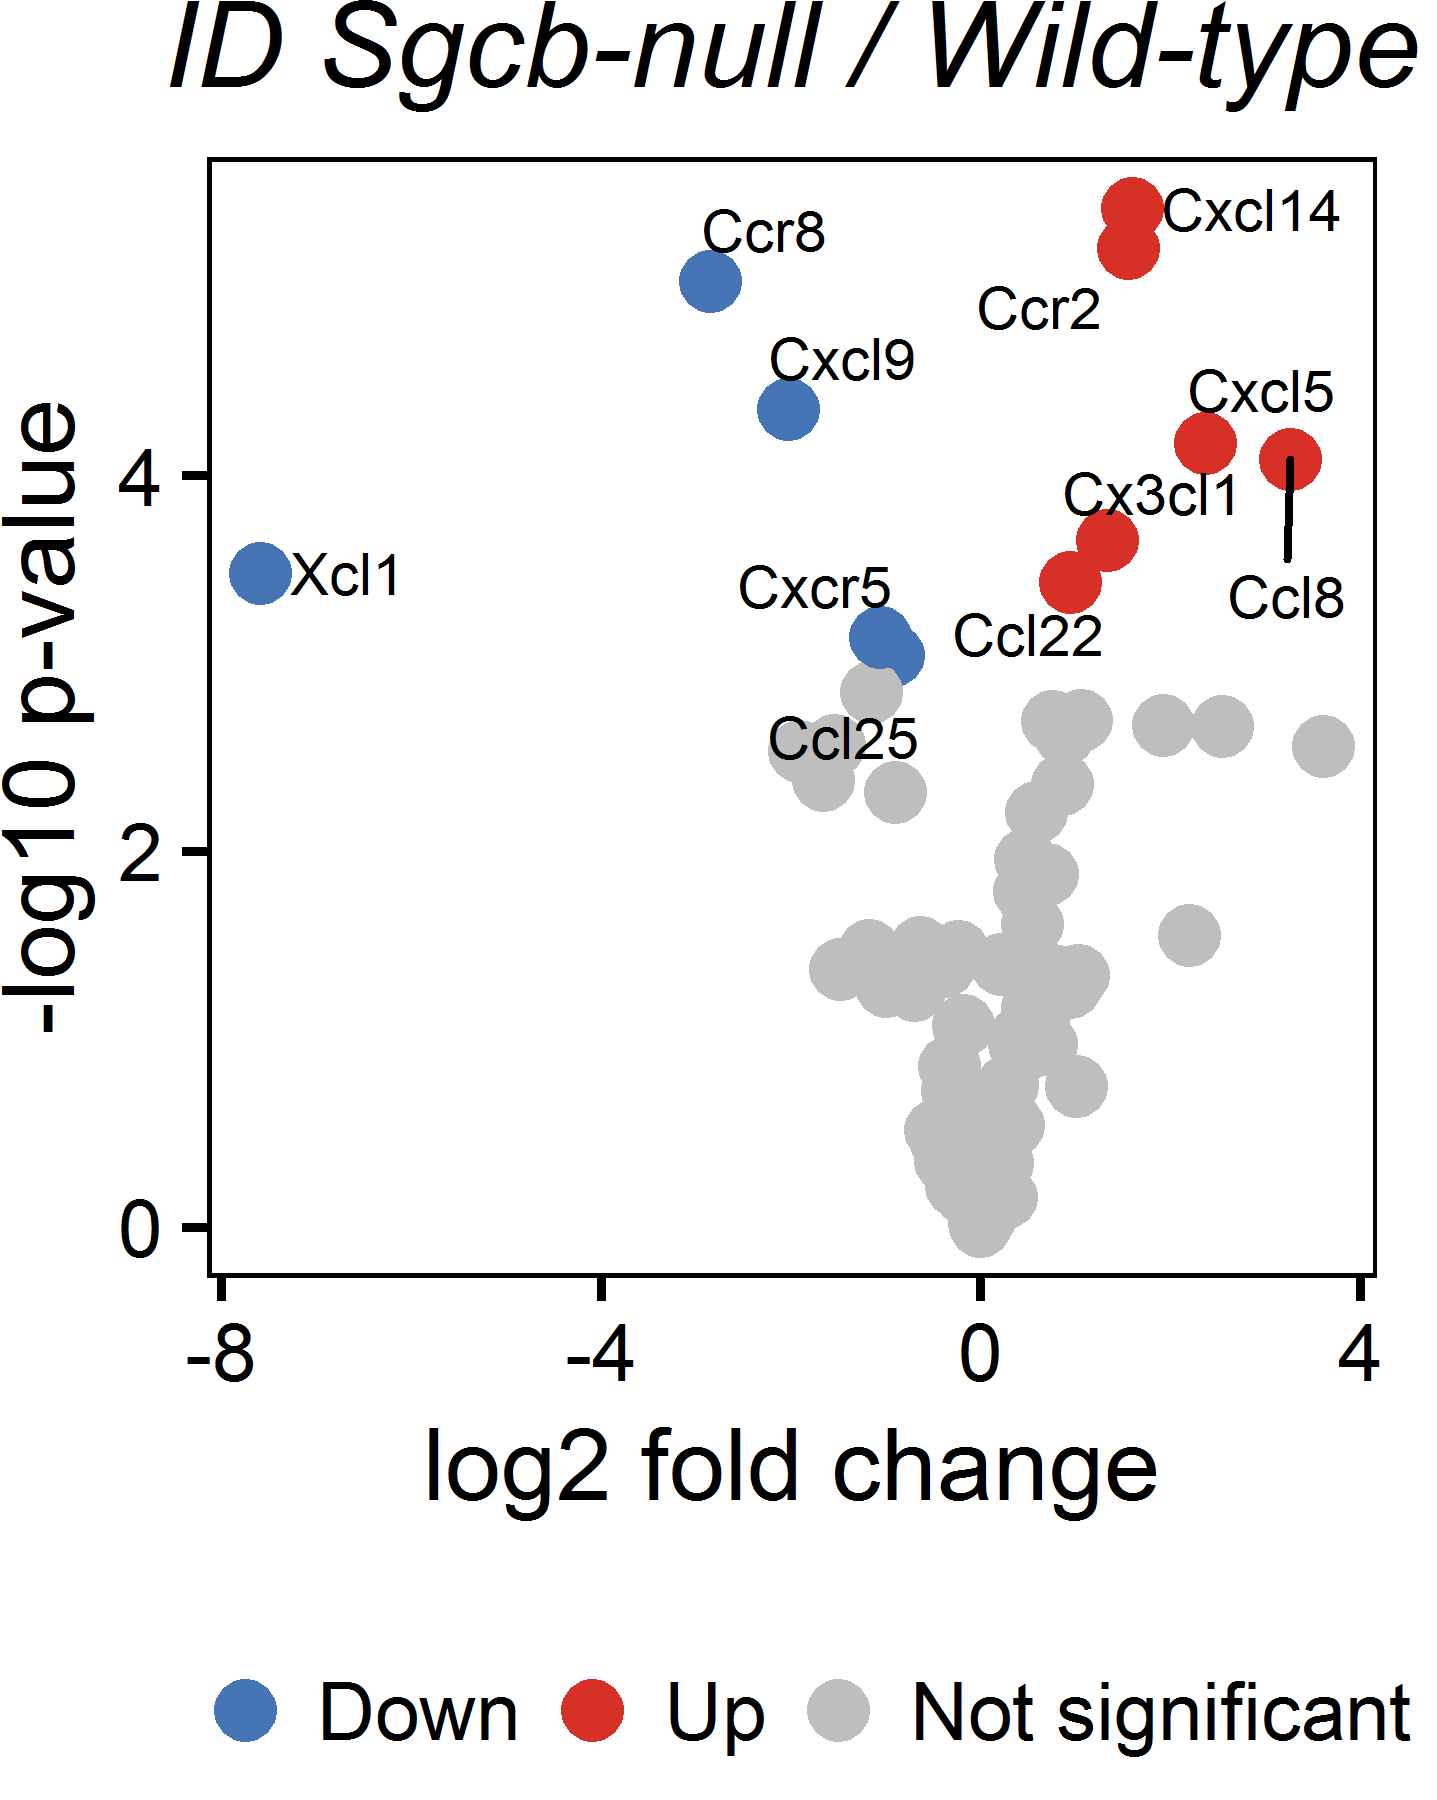 ID Sgcb-null / Wild-type
Cxcl14
Ccr8
Ccr2
Cxcl9
Cxcl5
Cx3cl1
Xcl1
Cxcr5
Ccl8
Ccl22
Ccl25
-log10 p-value
4
2
0
-8 -4 0 4
log2 fold change
Down Up Not significant